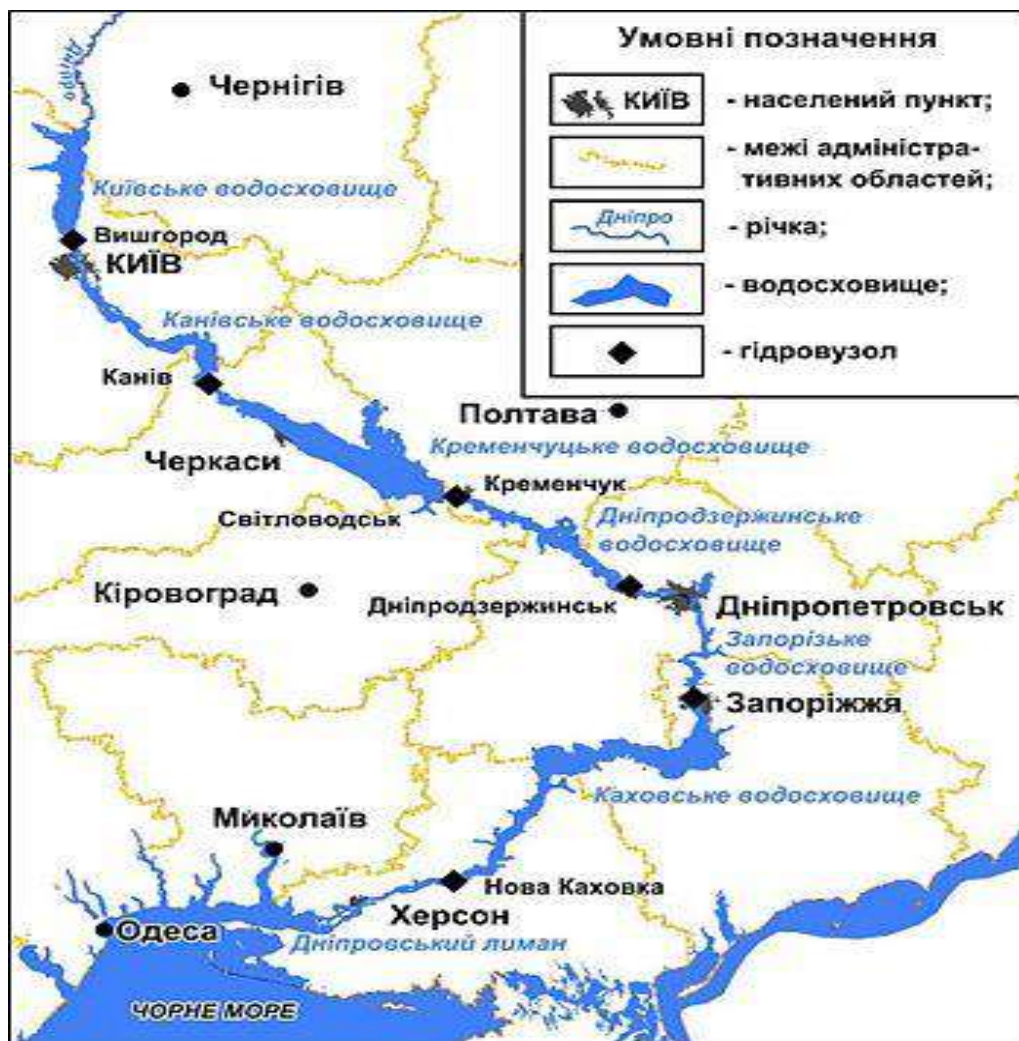 Дніпро
Чернігів
Київське водосховище
Вишгород
КИЇВ
Канівське водосховище
Канів
Черкаси
Полтава
Кременчуцьке водосховище
Кременчук
Світловодськ
Дніпродзержинське
водосховище
Кіровоград
Дніпродзержинськ
Дніпропетровськ
Запорізьке
водосховище
Запоріжжя
Каховське водосховище
Миколаїв
Нова Каховка
Херсон
Одеса
Дніпровський лиман
ЧОРНЕ МОРЕ
Умовні позначення
КИЇВ - населений пункт;
- межі адміністра-
тивних областей;
Дніпро - річка;
- водосховище;
- гідровузол